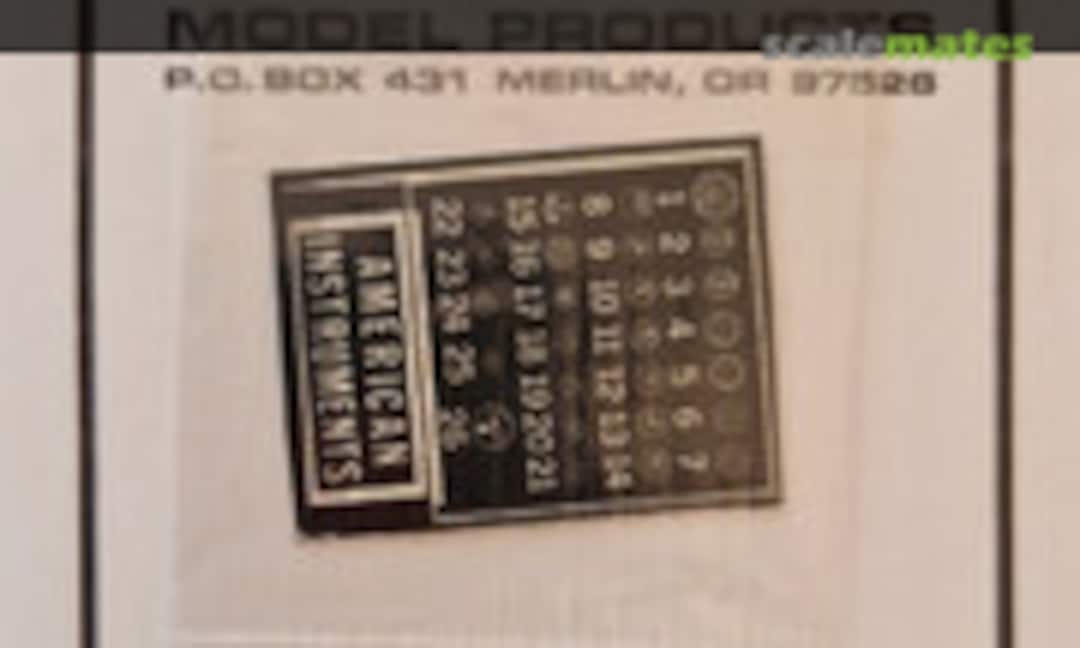 MODEL PRODUCTS
scalemates
P.O. BOX 431 MERLIN, OR 97526
1 2 3 4 5 6 7
8 9 10 11 12 13 14
15 16 17 18 19 20 21
22 23 24 25 26
AMERICAN
INSTRUMENTS